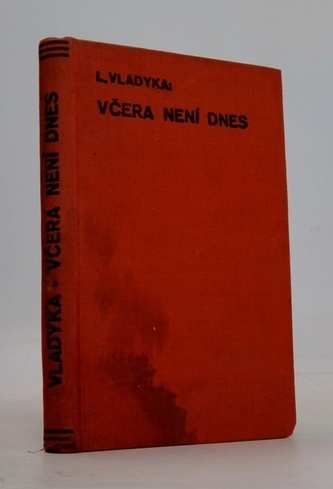 L. VLADYKA:
VČERA NENÍ DNES
VLADYKA - VČERA NENÍ DNES